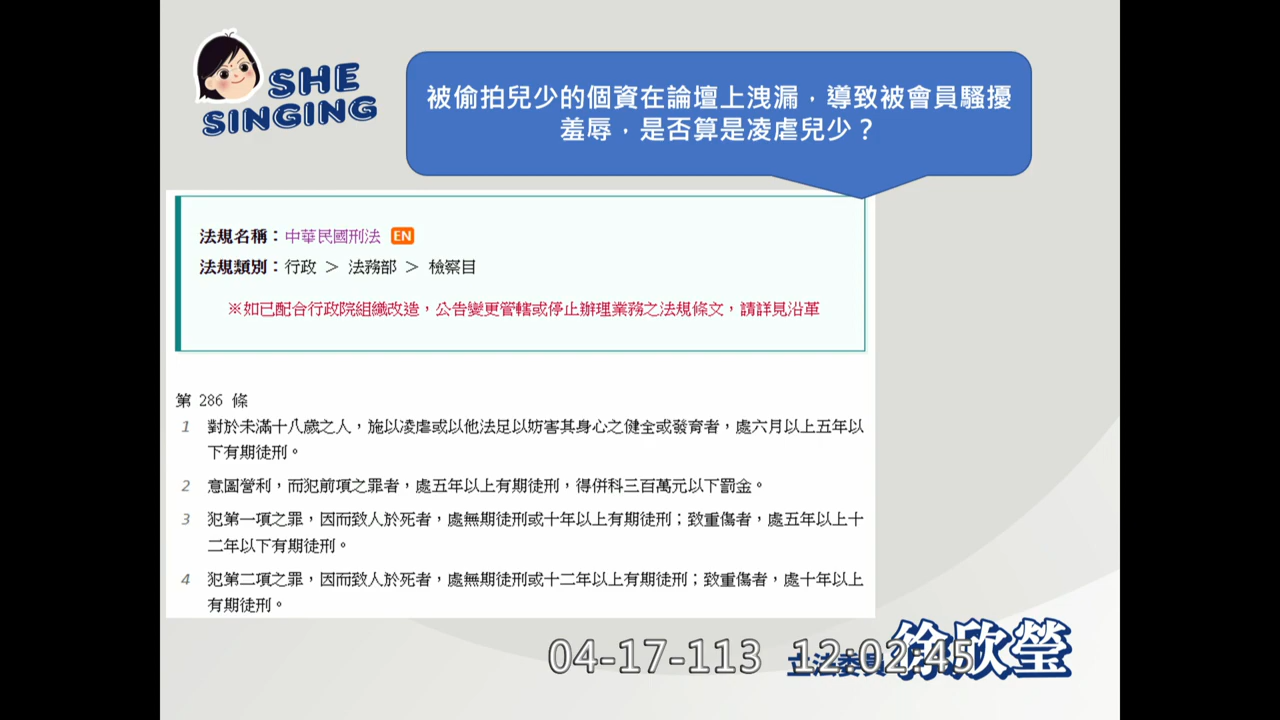 SHE
SINGING
被偷拍兒少的個資在論壇上洩漏，導致被會員騷擾
羞辱，是否算是凌虐兒少？
法規名稱：中華民國刑法 EN
法規類別：行政 ＞ 法務部 ＞ 檢察目
※如已配合行政院組織改造，公告變更管轄或停止辦理業務之法規條文，請詳見沿革
第 286 條
1 對於未滿十八歲之人，施以凌虐或以他法足以妨害其身心之健全或發育者，處六月以上五年以
下有期徒刑。
2 意圖營利，而犯前項之罪者，處五年以上有期徒刑，得併科三百萬元以下罰金。
3 犯第一項之罪，因而致人於死者，處無期徒刑或十年以上有期徒刑；致重傷者，處五年以上十
二年以下有期徒刑。
4 犯第二項之罪，因而致人於死者，處無期徒刑或十二年以上有期徒刑；致重傷者，處十年以上
有期徒刑。
立法委員 徐欣瑩
04-17-113 12:02:45